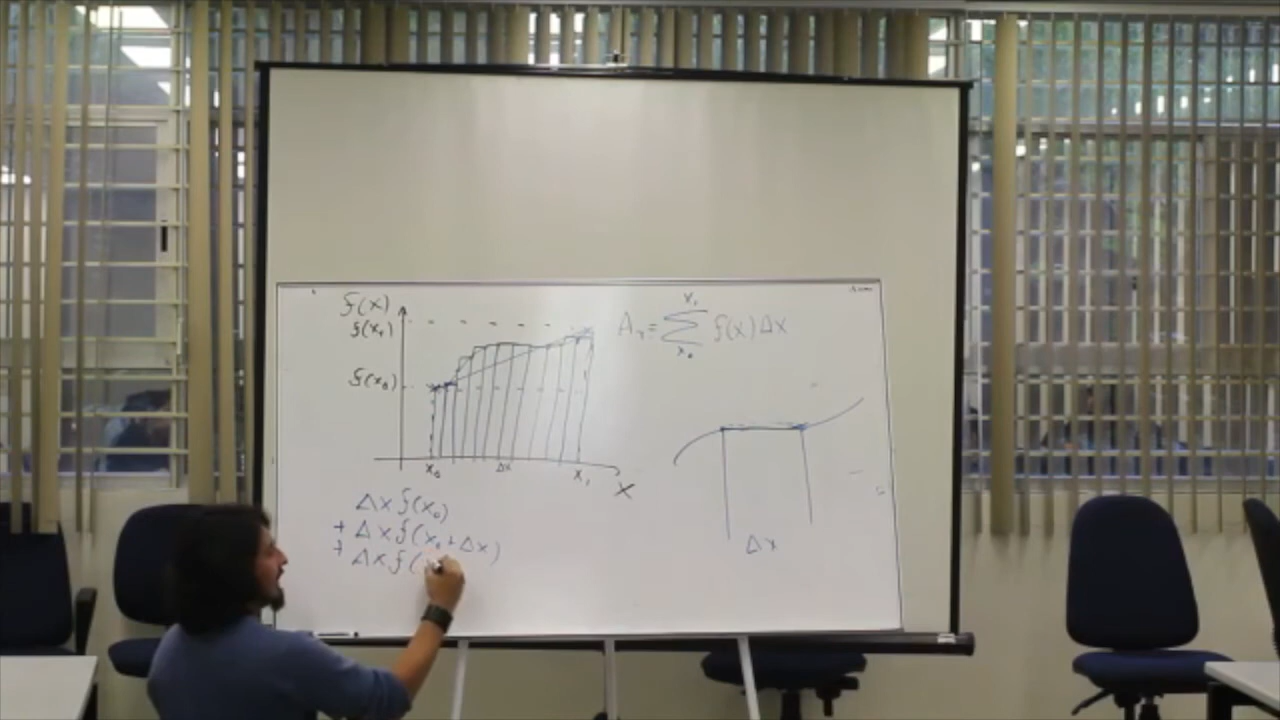 f(x)
f(x₁)
f(x₀)
x₀ Δx x₁ x
Δx f(x₀)
+ Δx f(x₀+Δx)
+ Δx f(
x₁
A₁ = Σ f(x) Δx
x₀
Δx